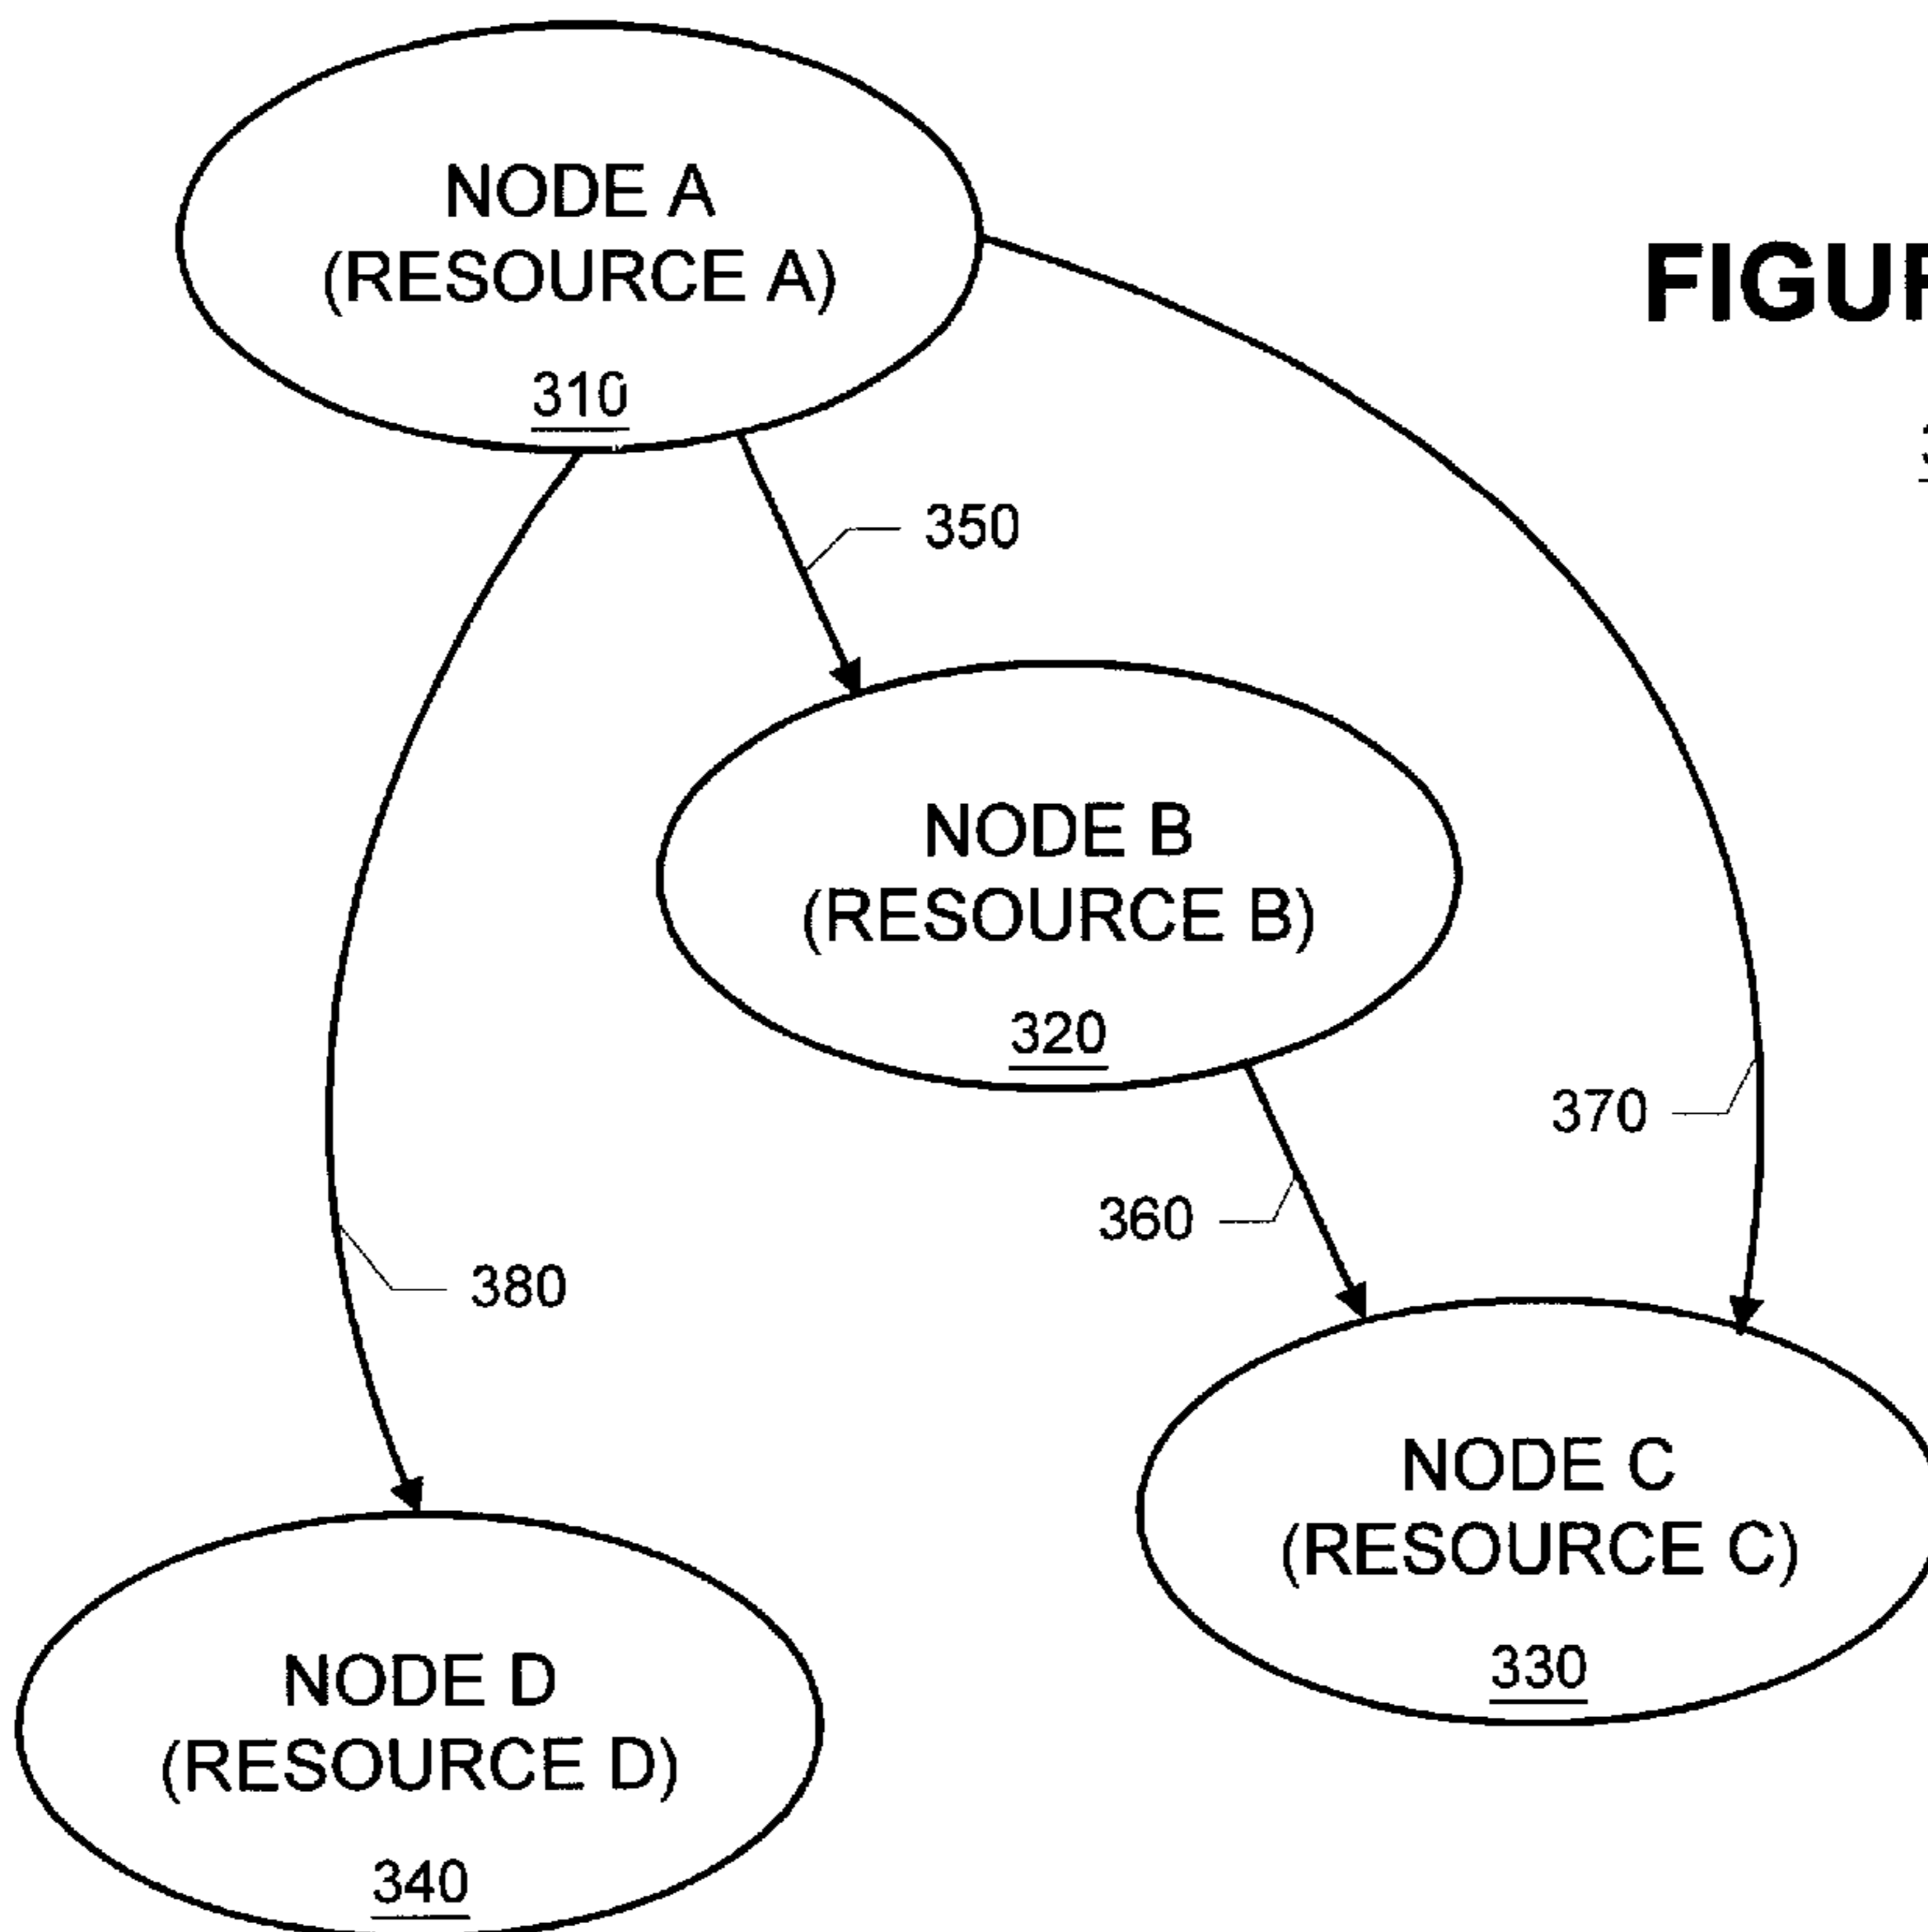 NODE A
(RESOURCE A)
310
350
NODE B
(RESOURCE B)
320
370
360
380
NODE C
(RESOURCE C)
330
NODE D
(RESOURCE D)
340